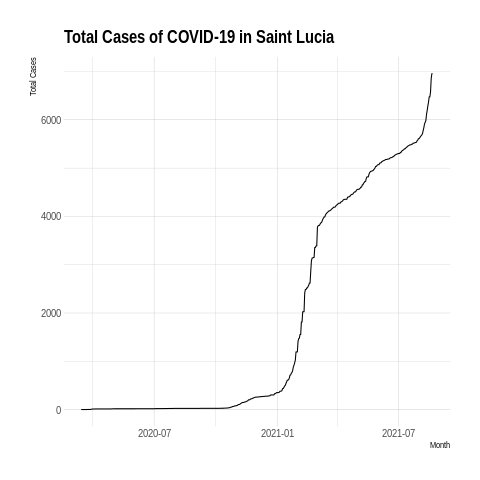 Total Cases of COVID-19 in Saint Lucia
Total Cases
6000
4000
2000
0
2020-07
2021-01
2021-07
Month